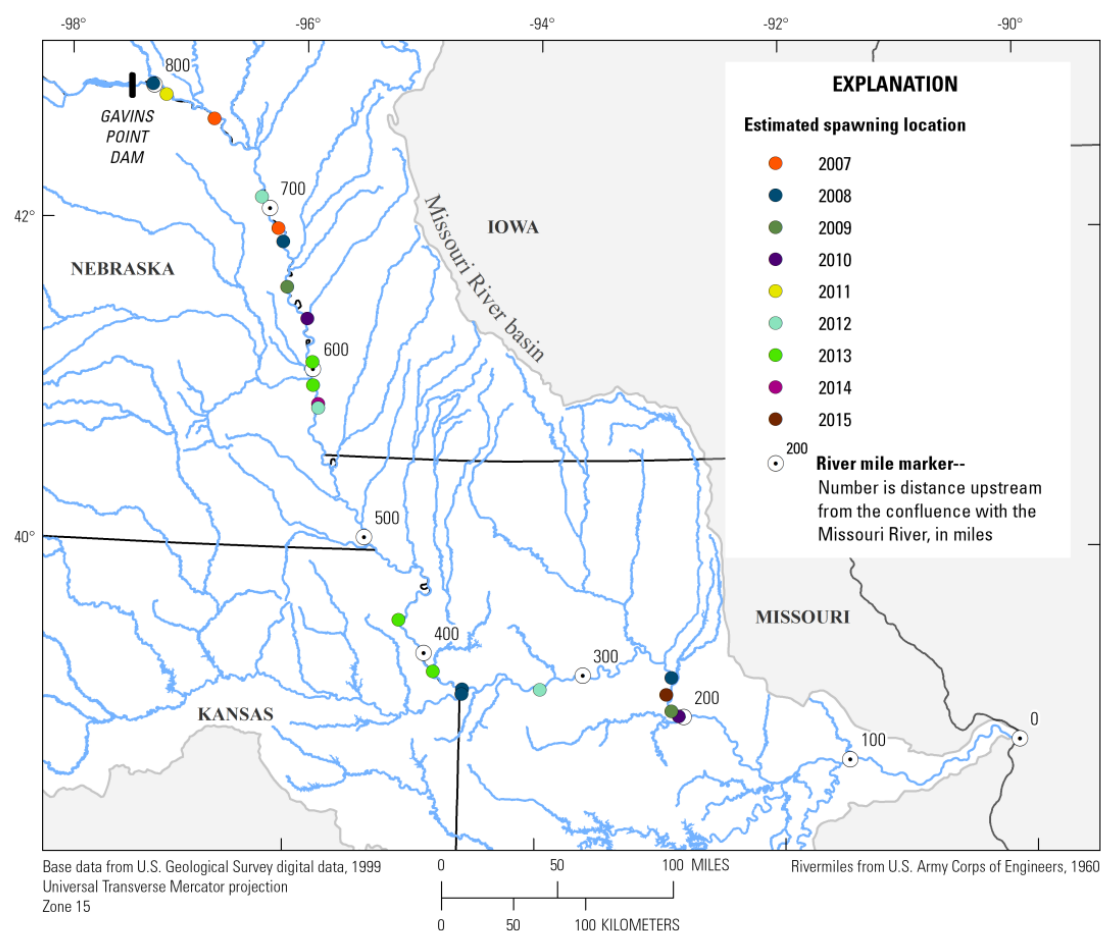 -98°
-96°
-94°
-92°
-90°
800
GAVINS
POINT
DAM
EXPLANATION
Estimated spawning location
2007
2008
2009
2010
2011
2012
2013
2014
2015
200
River mile marker--
Number is distance upstream
from the confluence with the
Missouri River, in miles
700
42°
IOWA
Missouri River basin
NEBRASKA
600
500
40°
MISSOURI
400
300
200
KANSAS
100
0
Base data from U.S. Geological Survey digital data, 1999
Universal Transverse Mercator projection
Zone 15
0
50
100 MILES
0
50
100 KILOMETERS
Rivermiles from U.S. Army Corps of Engineers, 1960